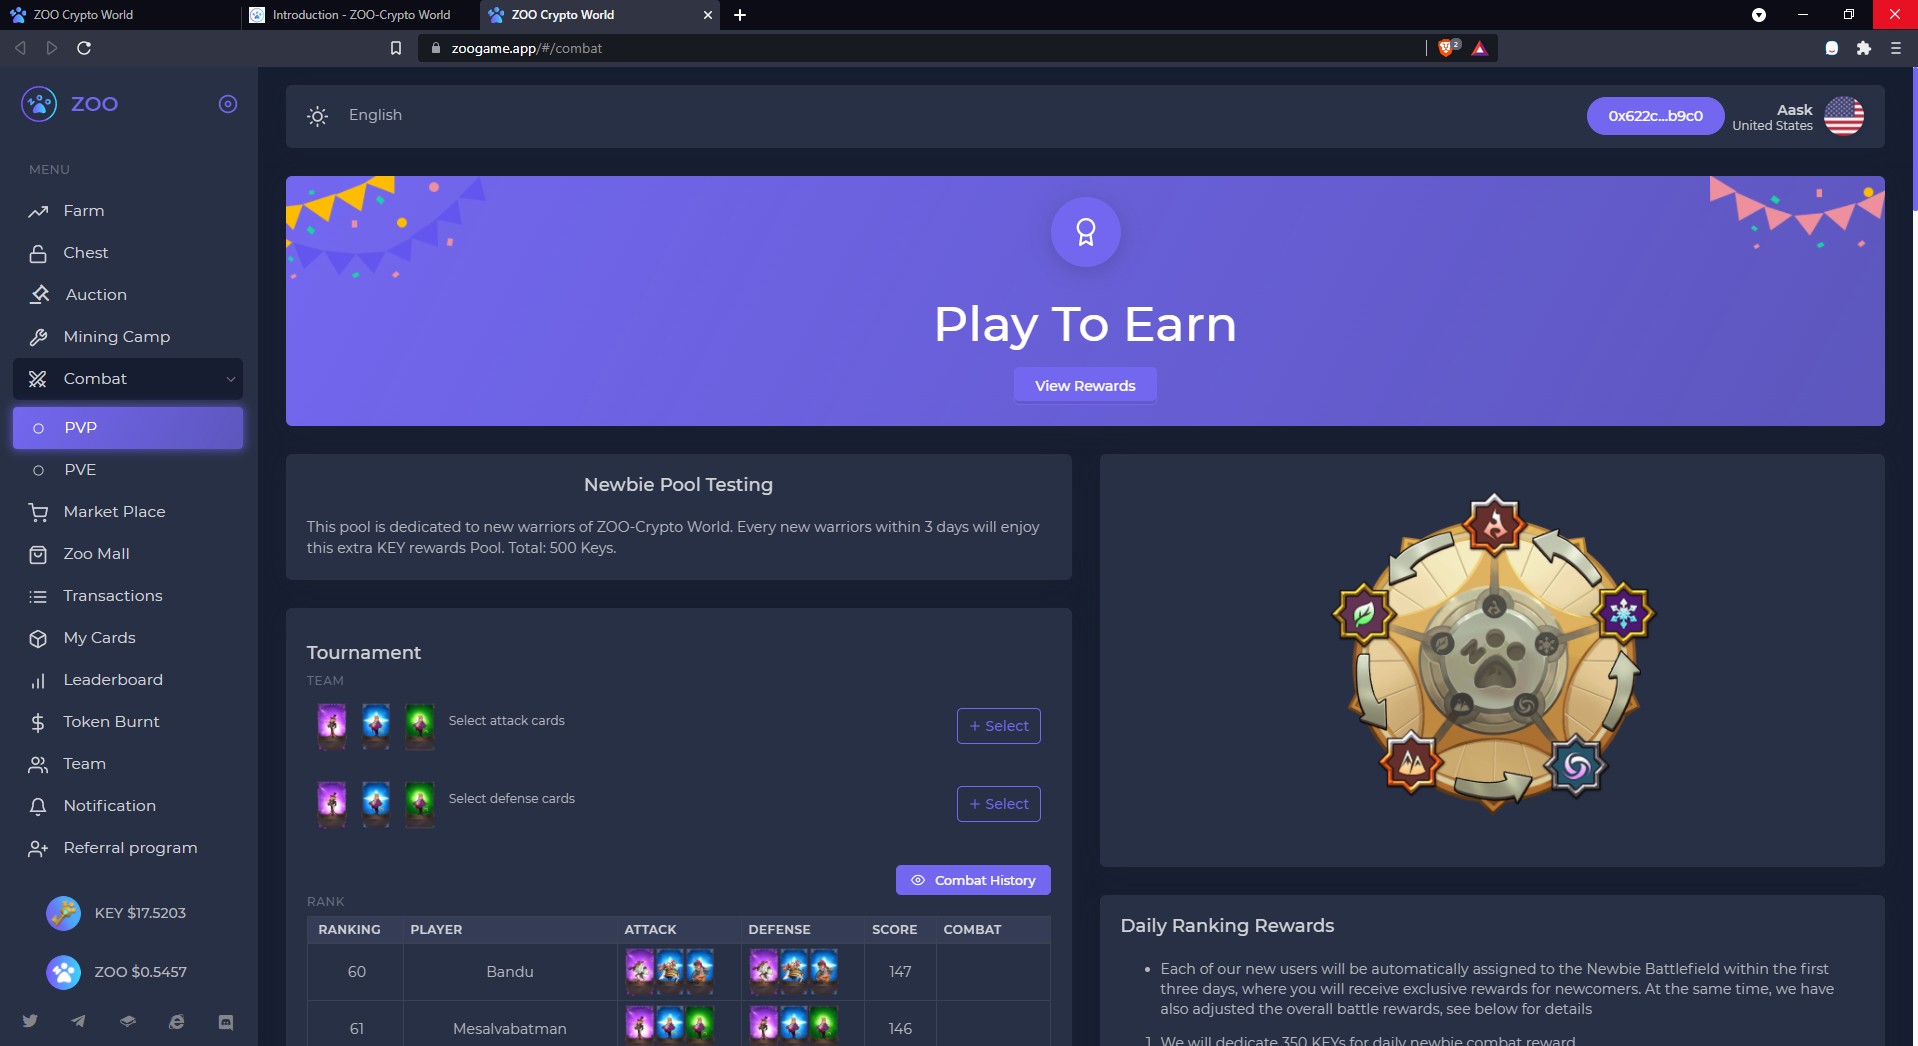 ZOO Crypto World
Introduction - ZOO-Crypto World
ZOO Crypto World
zoogame.app/#/combat
2
ZOO
English
0x622c...b9c0
Aask
United States
MENU
Farm
Chest
Auction
Mining Camp
Combat
PVP
PVE
Market Place
Zoo Mall
Transactions
My Cards
Leaderboard
Token Burnt
Team
Notification
Referral program
KEY $17.5203
ZOO $0.5457
Play To Earn
View Rewards
Newbie Pool Testing
This pool is dedicated to new warriors of ZOO-Crypto World. Every new warriors within 3 days will enjoy
this extra KEY rewards Pool. Total: 500 Keys.
Tournament
TEAM
Select attack cards
+ Select
Select defense cards
+ Select
Combat History
RANK
RANKING PLAYER ATTACK DEFENSE SCORE COMBAT
60 Bandu 147
61 Mesalvabatman 146
Daily Ranking Rewards
• Each of our new users will be automatically assigned to the Newbie Battlefield within the first
three days, where you will receive exclusive rewards for newcomers. At the same time, we have
also adjusted the overall battle rewards, see below for details
1. We will dedicate 350 KEYs for daily newbie combat reward